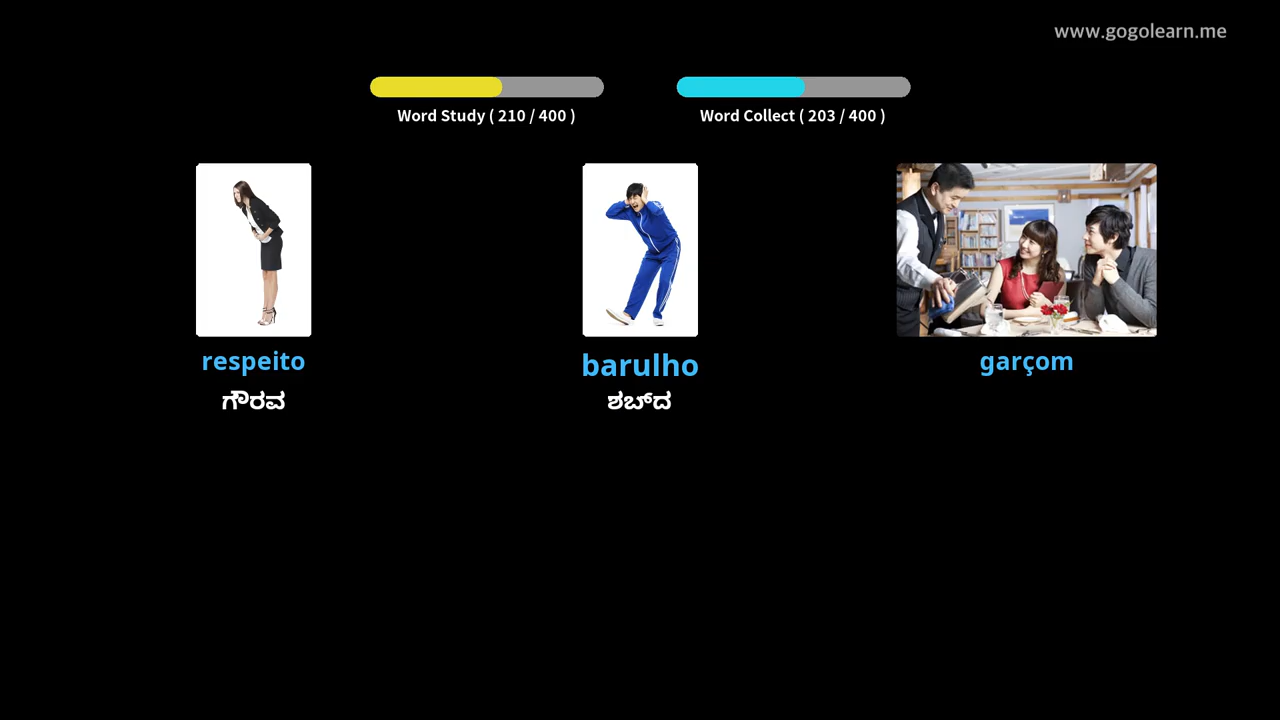 www.gogolearn.me
Word Study ( 210 / 400 )
Word Collect ( 203 / 400 )
respeito
barulho
garçom
ಗೌರವ
ಶಬ್‌ದ